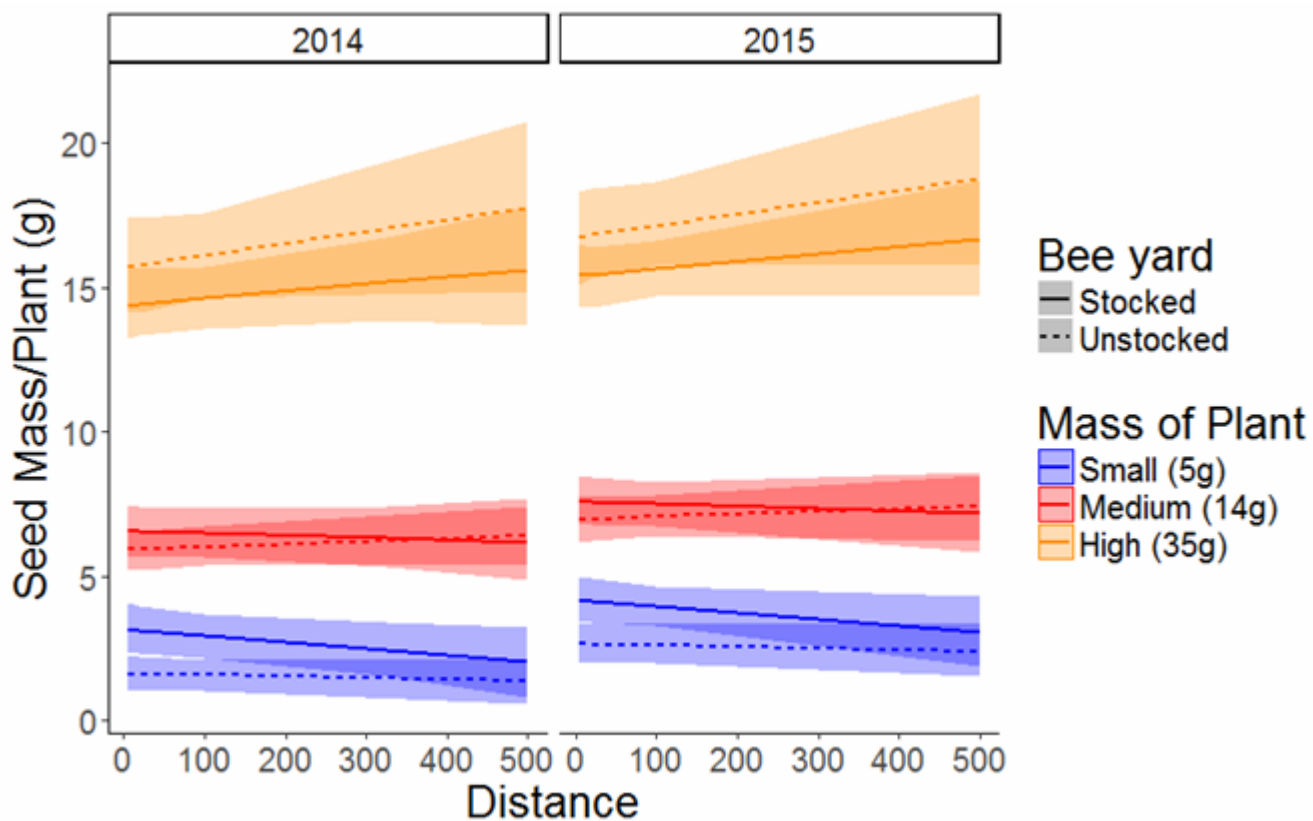 2014 2015
Seed Mass/Plant (g)
20
15
10
5
0
0 100 200 300 400 500 0 100 200 300 400 500
Distance
Bee yard
Stocked
Unstocked
Mass of Plant
Small (5g)
Medium (14g)
High (35g)